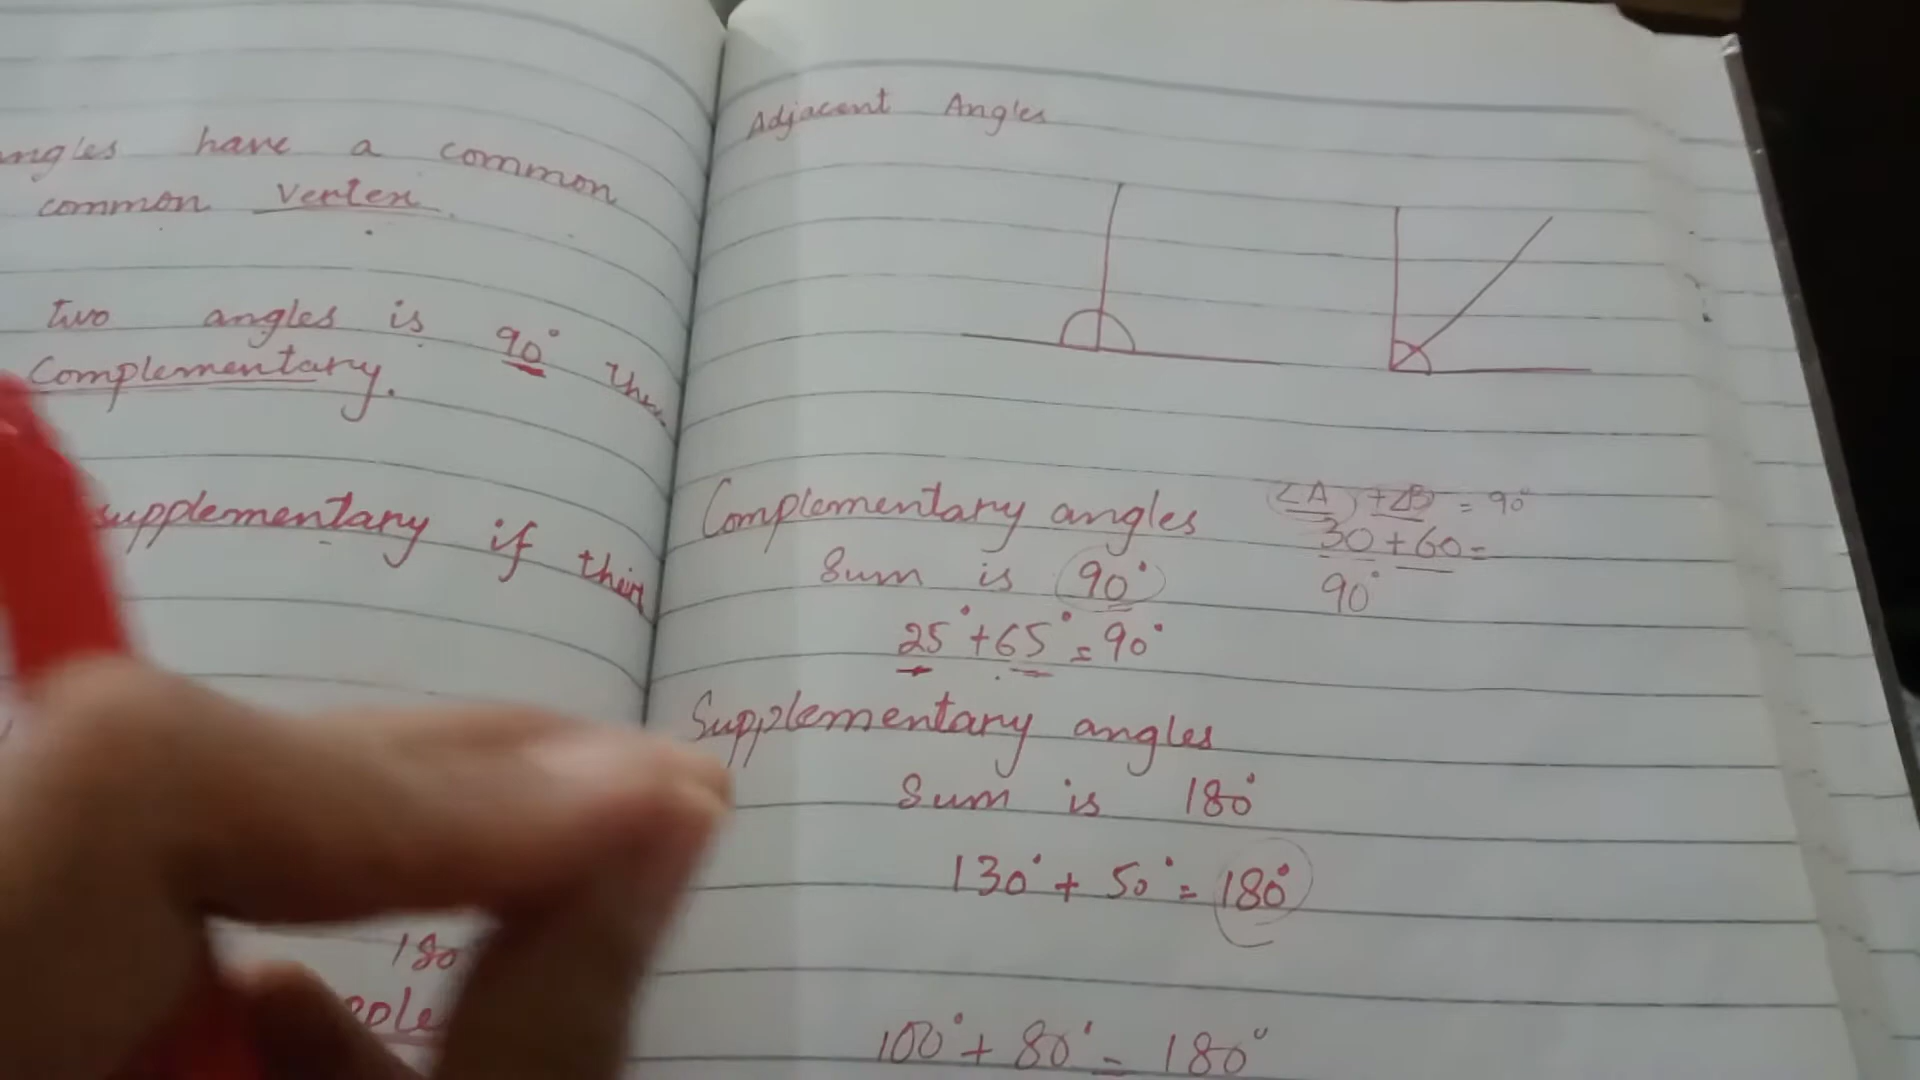 angles have a common
common vertex.
two angles is 90° then
Complementary.
supplementary if their
180
Adjacent Angles
Complementary angles
∠A + ∠B = 90°
Sum is 90°
30 + 60 =
90°
25° + 65° = 90°
Supplementary angles
Sum is 180°
130° + 50° = 180°
100° + 80° = 180°